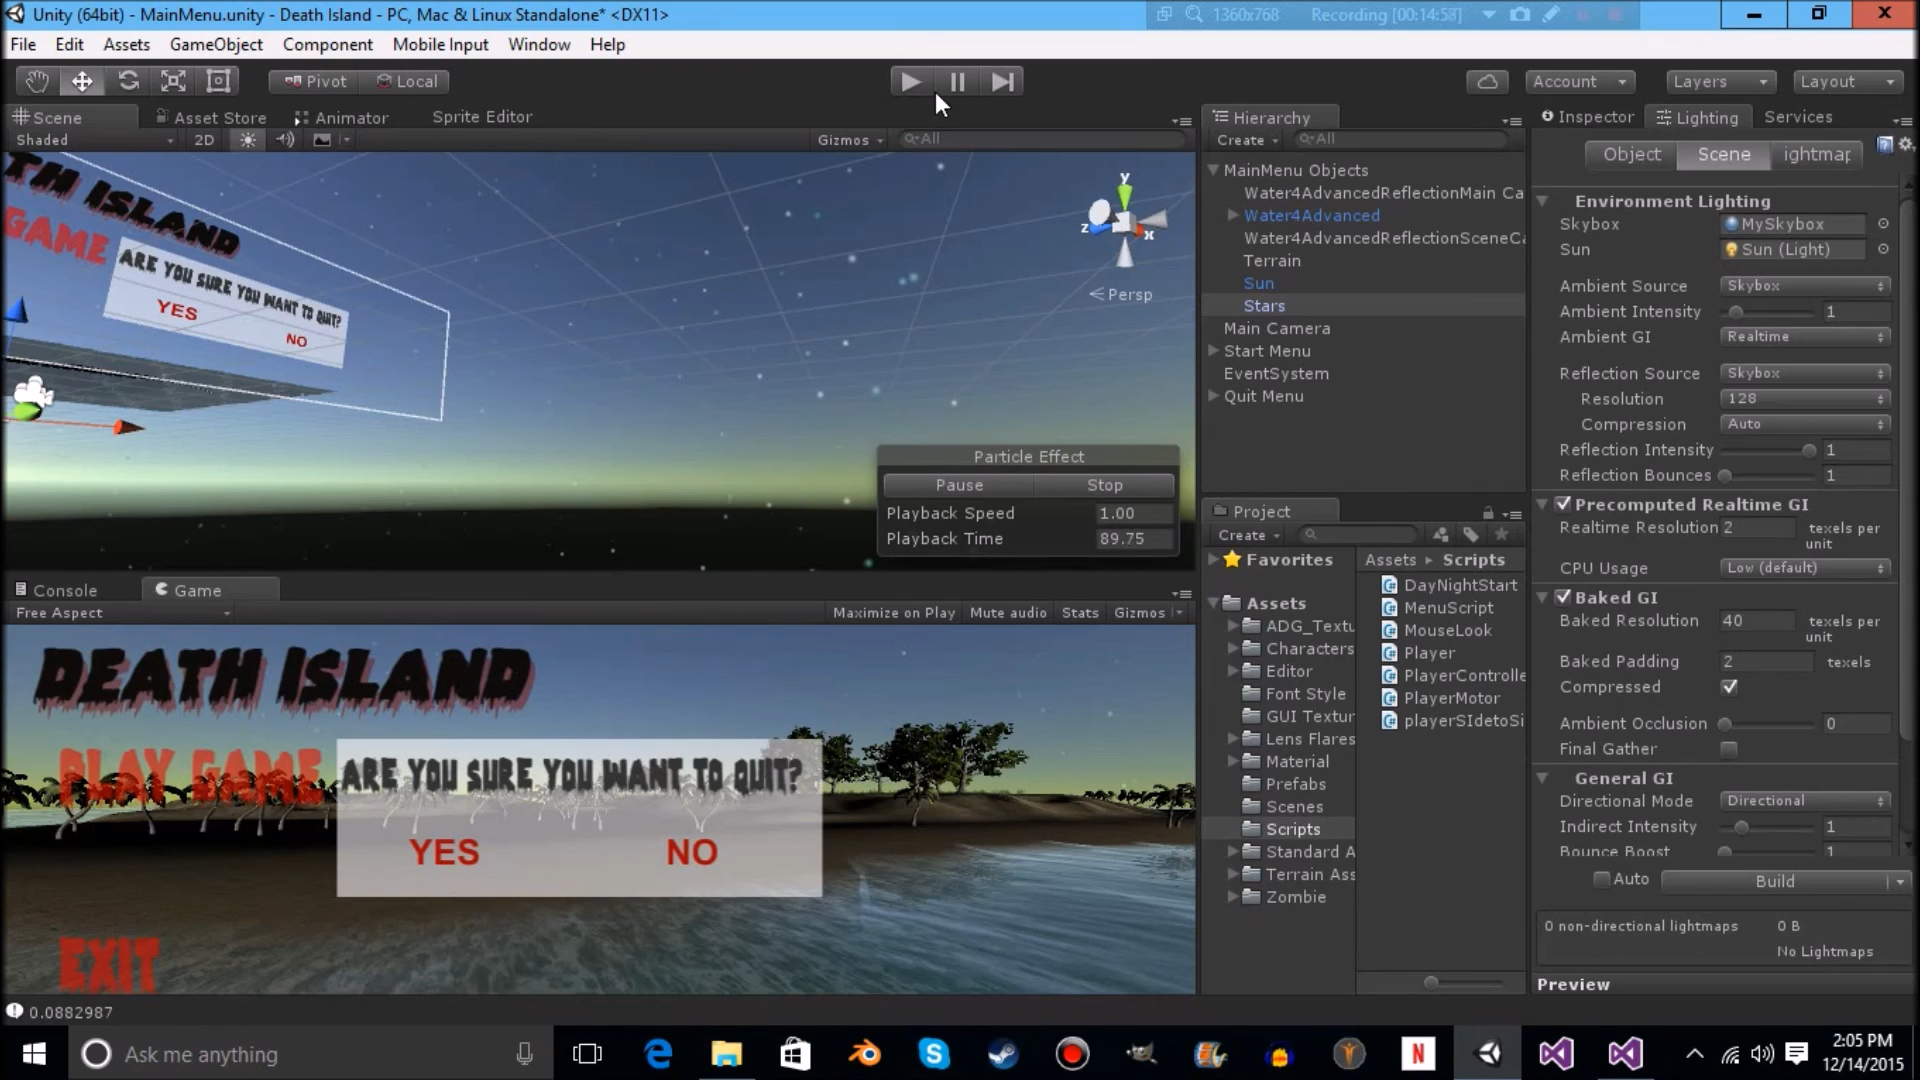 Unity (64bit) - MainMenu.unity - Death Island - PC, Mac & Linux Standalone* <DX11>
1360x768
Recording [00:14:58]
File Edit Assets GameObject Component Mobile Input Window Help
Pivot Local
Account Layers Layout
Scene Asset Store Animator Sprite Editor
Shaded 2D Gizmos All
TH ISLAND
GAME
ARE YOU SURE YOU WANT TO QUIT?
YES
NO
y
z
x
Persp
Particle Effect
Pause Stop
Playback Speed 1.00
Playback Time 89.75
Console Game
Free Aspect Maximize on Play Mute audio Stats Gizmos
DEATH ISLAND
PLAY GAME
ARE YOU SURE YOU WANT TO QUIT?
YES NO
EXIT
0.0882987
Hierarchy
Create All
MainMenu Objects
Water4AdvancedReflectionMain Ca
Water4Advanced
Water4AdvancedReflectionSceneCa
Terrain
Sun
Stars
Main Camera
Start Menu
EventSystem
Quit Menu
Project
Create
Favorites
Assets
ADG_Textu
Characters
Editor
Font Style
GUI Textur
Lens Flares
Material
Prefabs
Scenes
Scripts
Standard A
Terrain Ass
Zombie
Assets Scripts
DayNightStart
MenuScript
MouseLook
Player
PlayerControlle
PlayerMotor
playerSIdetoSi
Inspector Lighting Services
Object Scene ightmap
Environment Lighting
Skybox MySkybox
Sun Sun (Light)
Ambient Source Skybox
Ambient Intensity 1
Ambient GI Realtime
Reflection Source Skybox
Resolution 128
Compression Auto
Reflection Intensity 1
Reflection Bounces 1
Precomputed Realtime GI
Realtime Resolution 2 texels per unit
CPU Usage Low (default)
Baked GI
Baked Resolution 40 texels per unit
Baked Padding 2 texels
Compressed
Ambient Occlusion 0
Final Gather
General GI
Directional Mode Directional
Indirect Intensity 1
Bounce Boost 1
Auto Build
0 non-directional lightmaps 0 B
No Lightmaps
Preview
Ask me anything
N
2:05 PM
12/14/2015